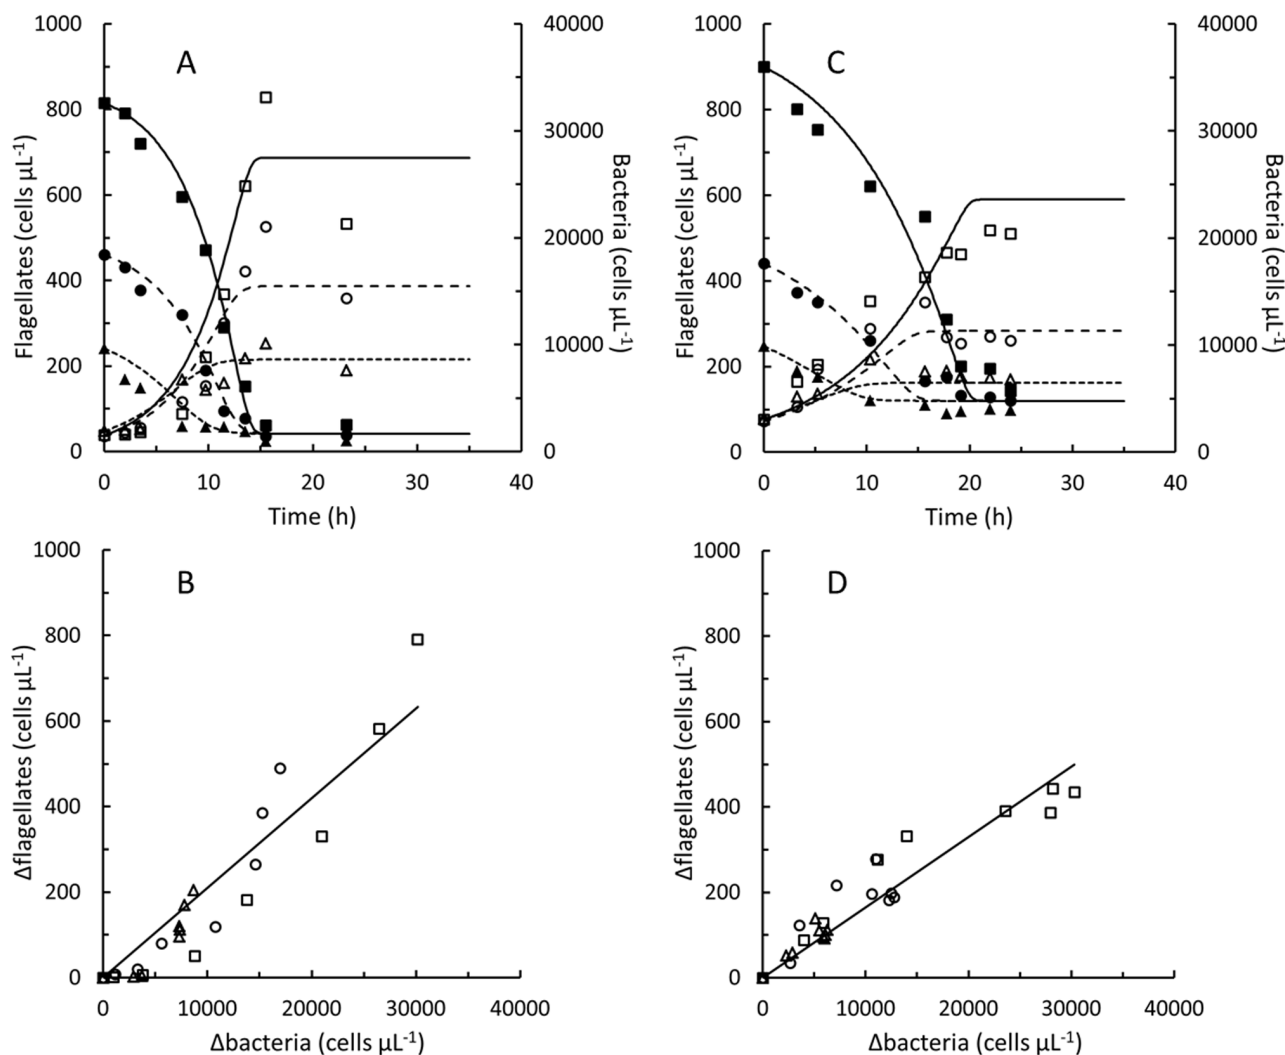 A
1000
800
600
400
200
0
Flagellates (cells µL-1)
40000
30000
20000
10000
0
Bacteria (cells µL-1)
0 10 20 30 40
Time (h)
C
1000
800
600
400
200
0
Flagellates (cells µL-1)
40000
30000
20000
10000
0
Bacteria (cells µL-1)
0 10 20 30 40
Time (h)
B
1000
800
600
400
200
0
Δflagellates (cells µL-1)
0 10000 20000 30000 40000
Δbacteria (cells µL-1)
D
1000
800
600
400
200
0
Δflagellates (cells µL-1)
0 10000 20000 30000 40000
Δbacteria (cells µL-1)